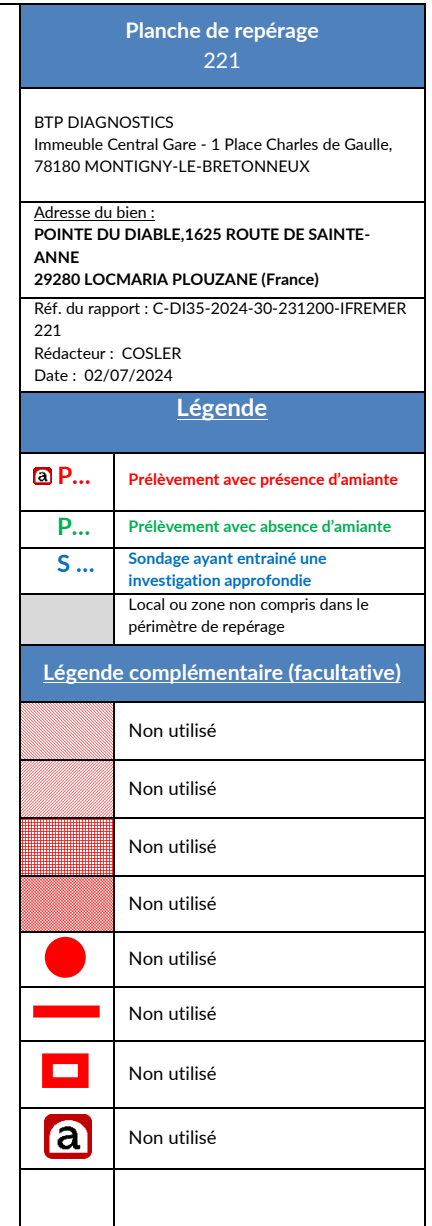 Planche de repérage
221
BTP DIAGNOSTICS
Immeuble Central Gare - 1 Place Charles de Gaulle,
78180 MONTIGNY-LE-BRETONNEUX
Adresse du bien :
POINTE DU DIABLE,1625 ROUTE DE SAINTE-
ANNE
29280 LOCMARIA PLOUZANE (France)
Réf. du rapport : C-DI35-2024-30-231200-IFREMER
221
Rédacteur : COSLER
Date : 02/07/2024
Légende
a P... Prélèvement avec présence d'amiante
P... Prélèvement avec absence d'amiante
S ... Sondage ayant entrainé une
investigation approfondie
Local ou zone non compris dans le
périmètre de repérage
Légende complémentaire (facultative)
Non utilisé
Non utilisé
Non utilisé
Non utilisé
Non utilisé
Non utilisé
Non utilisé
a Non utilisé